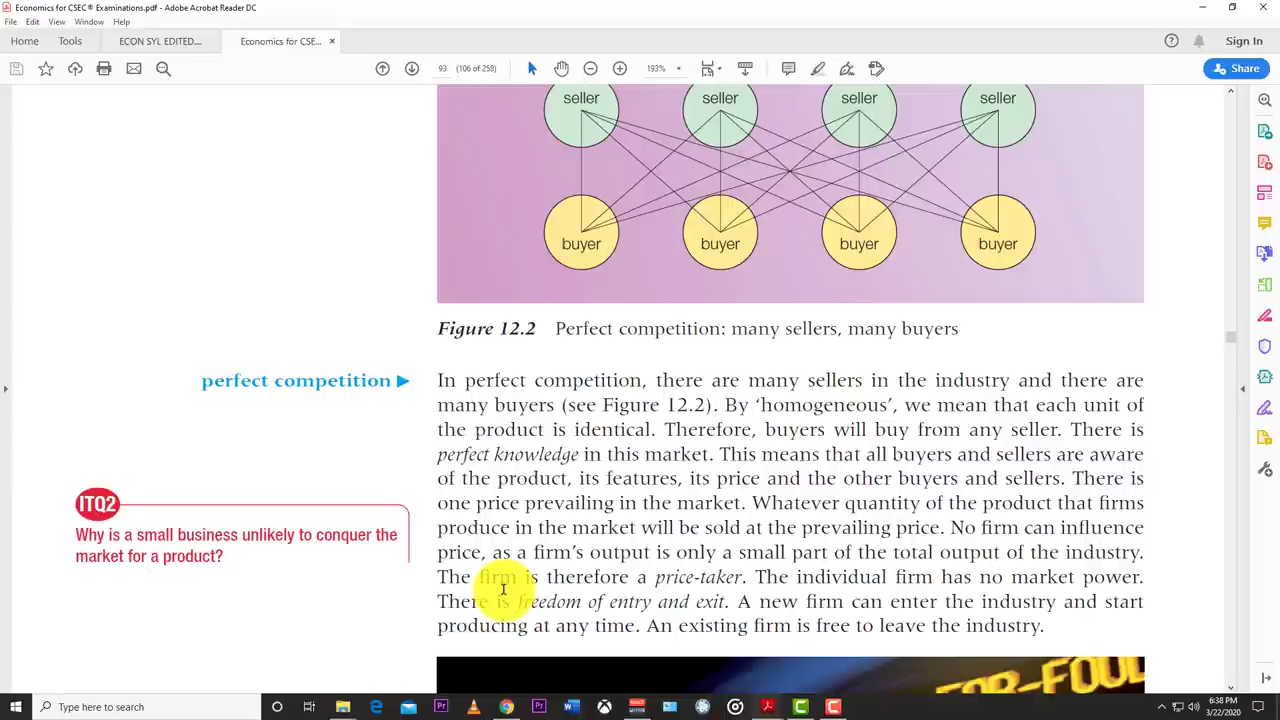 Economics for CSEC® Examinations.pdf - Adobe Acrobat Reader DC
File Edit View Window Help
Home Tools ECON SYL EDITED.... Economics for CSE... × Sign In
93 (106 of 258) 193% Share
seller seller seller seller
buyer buyer buyer buyer
Figure 12.2 Perfect competition: many sellers, many buyers
perfect competition ▶
In perfect competition, there are many sellers in the industry and there are
many buyers (see Figure 12.2). By ‘homogeneous’, we mean that each unit of
the product is identical. Therefore, buyers will buy from any seller. There is
perfect knowledge in this market. This means that all buyers and sellers are aware
of the product, its features, its price and the other buyers and sellers. There is
one price prevailing in the market. Whatever quantity of the product that firms
produce in the market will be sold at the prevailing price. No firm can influence
price, as a firm’s output is only a small part of the total output of the industry.
The firm is therefore a price-taker. The individual firm has no market power.
There is freedom of entry and exit. A new firm can enter the industry and start
producing at any time. An existing firm is free to leave the industry.
ITQ2
Why is a small business unlikely to conquer the
market for a product?
Type here to search
6:38 PM
3/22/2020